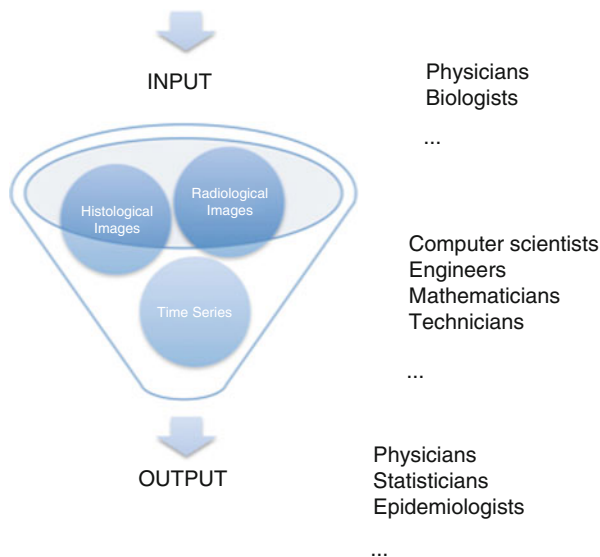 INPUT
Physicians
Biologists
...
Radiological
Images
Histological
Images
Time Series
Computer scientists
Engineers
Mathematicians
Technicians
...
OUTPUT
Physicians
Statisticians
Epidemiologists
...